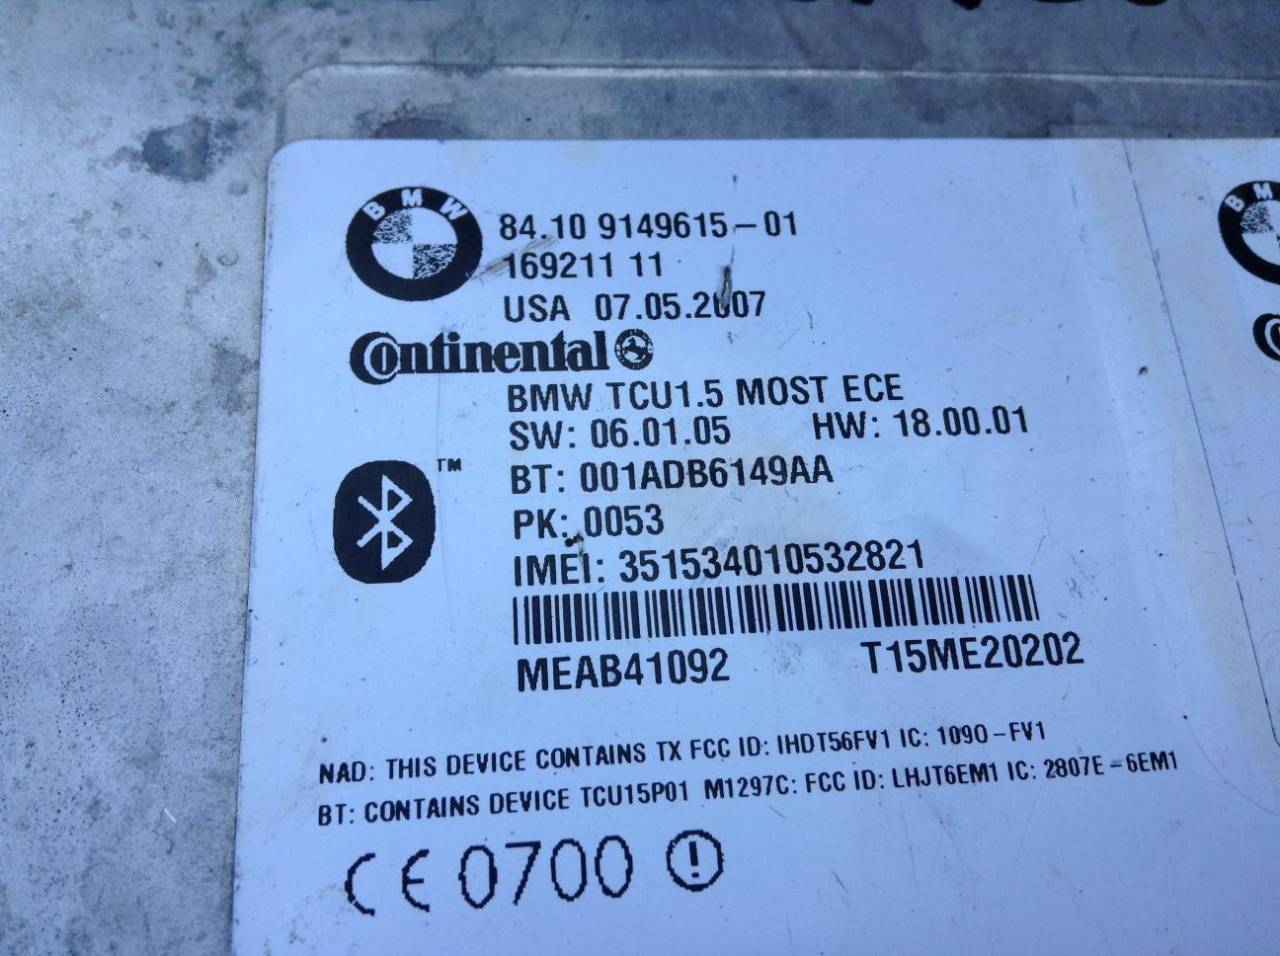 BMW
84.10 9149615-01
169211 11
USA 07.05.2007
Continental
BMW TCU1.5 MOST ECE
SW: 06.01.05 HW: 18.00.01
TM
BT: 001ADB6149AA
PK: 0053
IMEI: 351534010532821
MEAB41092 T15ME20202
NAD: THIS DEVICE CONTAINS TX FCC ID: IHDT56FV1 IC: 1090-FV1
BT: CONTAINS DEVICE TCU15P01 M1297C: FCC ID: LHJT6EM1 IC: 2807E-6EM1
CE 0700 !